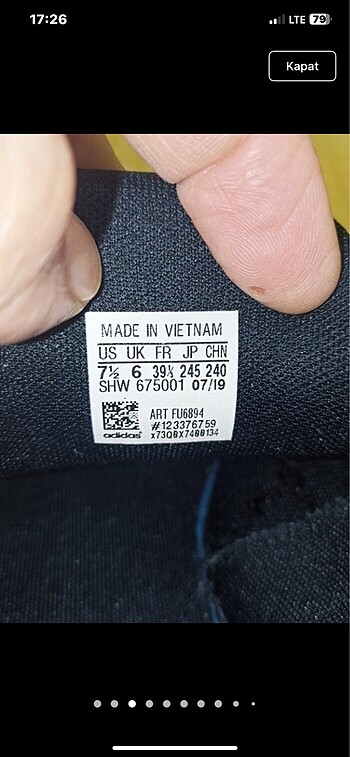 17:26
LTE 79
Kapat
MADE IN VIETNAM
US UK FR JP CHN
7½ 6 39⅓ 245 240
SHW 675001 07/19
ART FU6894
#123376759
adidas x73Q0X7400134